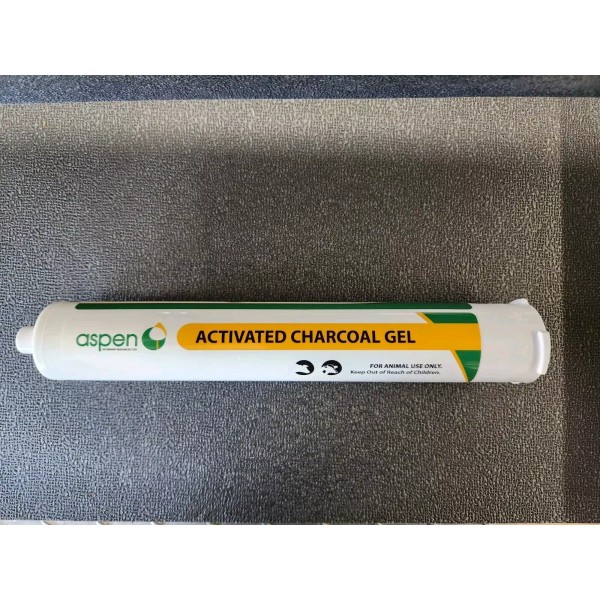 aspen
ACTIVATED CHARCOAL GEL
FOR ANIMAL USE ONLY.
Keep Out of Reach of Children.